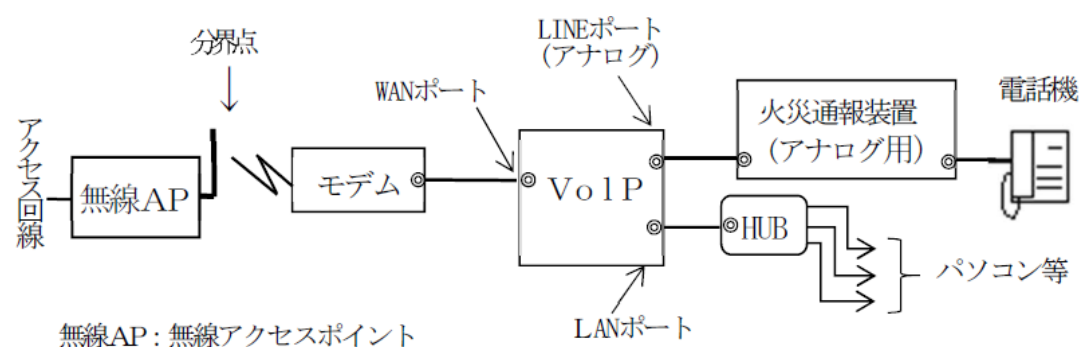 分界点
LINEポート
(アナログ)
WANポート
電話機
火災通報装置
(アナログ用)
アクセス回線
無線AP
モデム
VolP
HUB
パソコン等
LANポート
無線AP:無線アクセスポイント